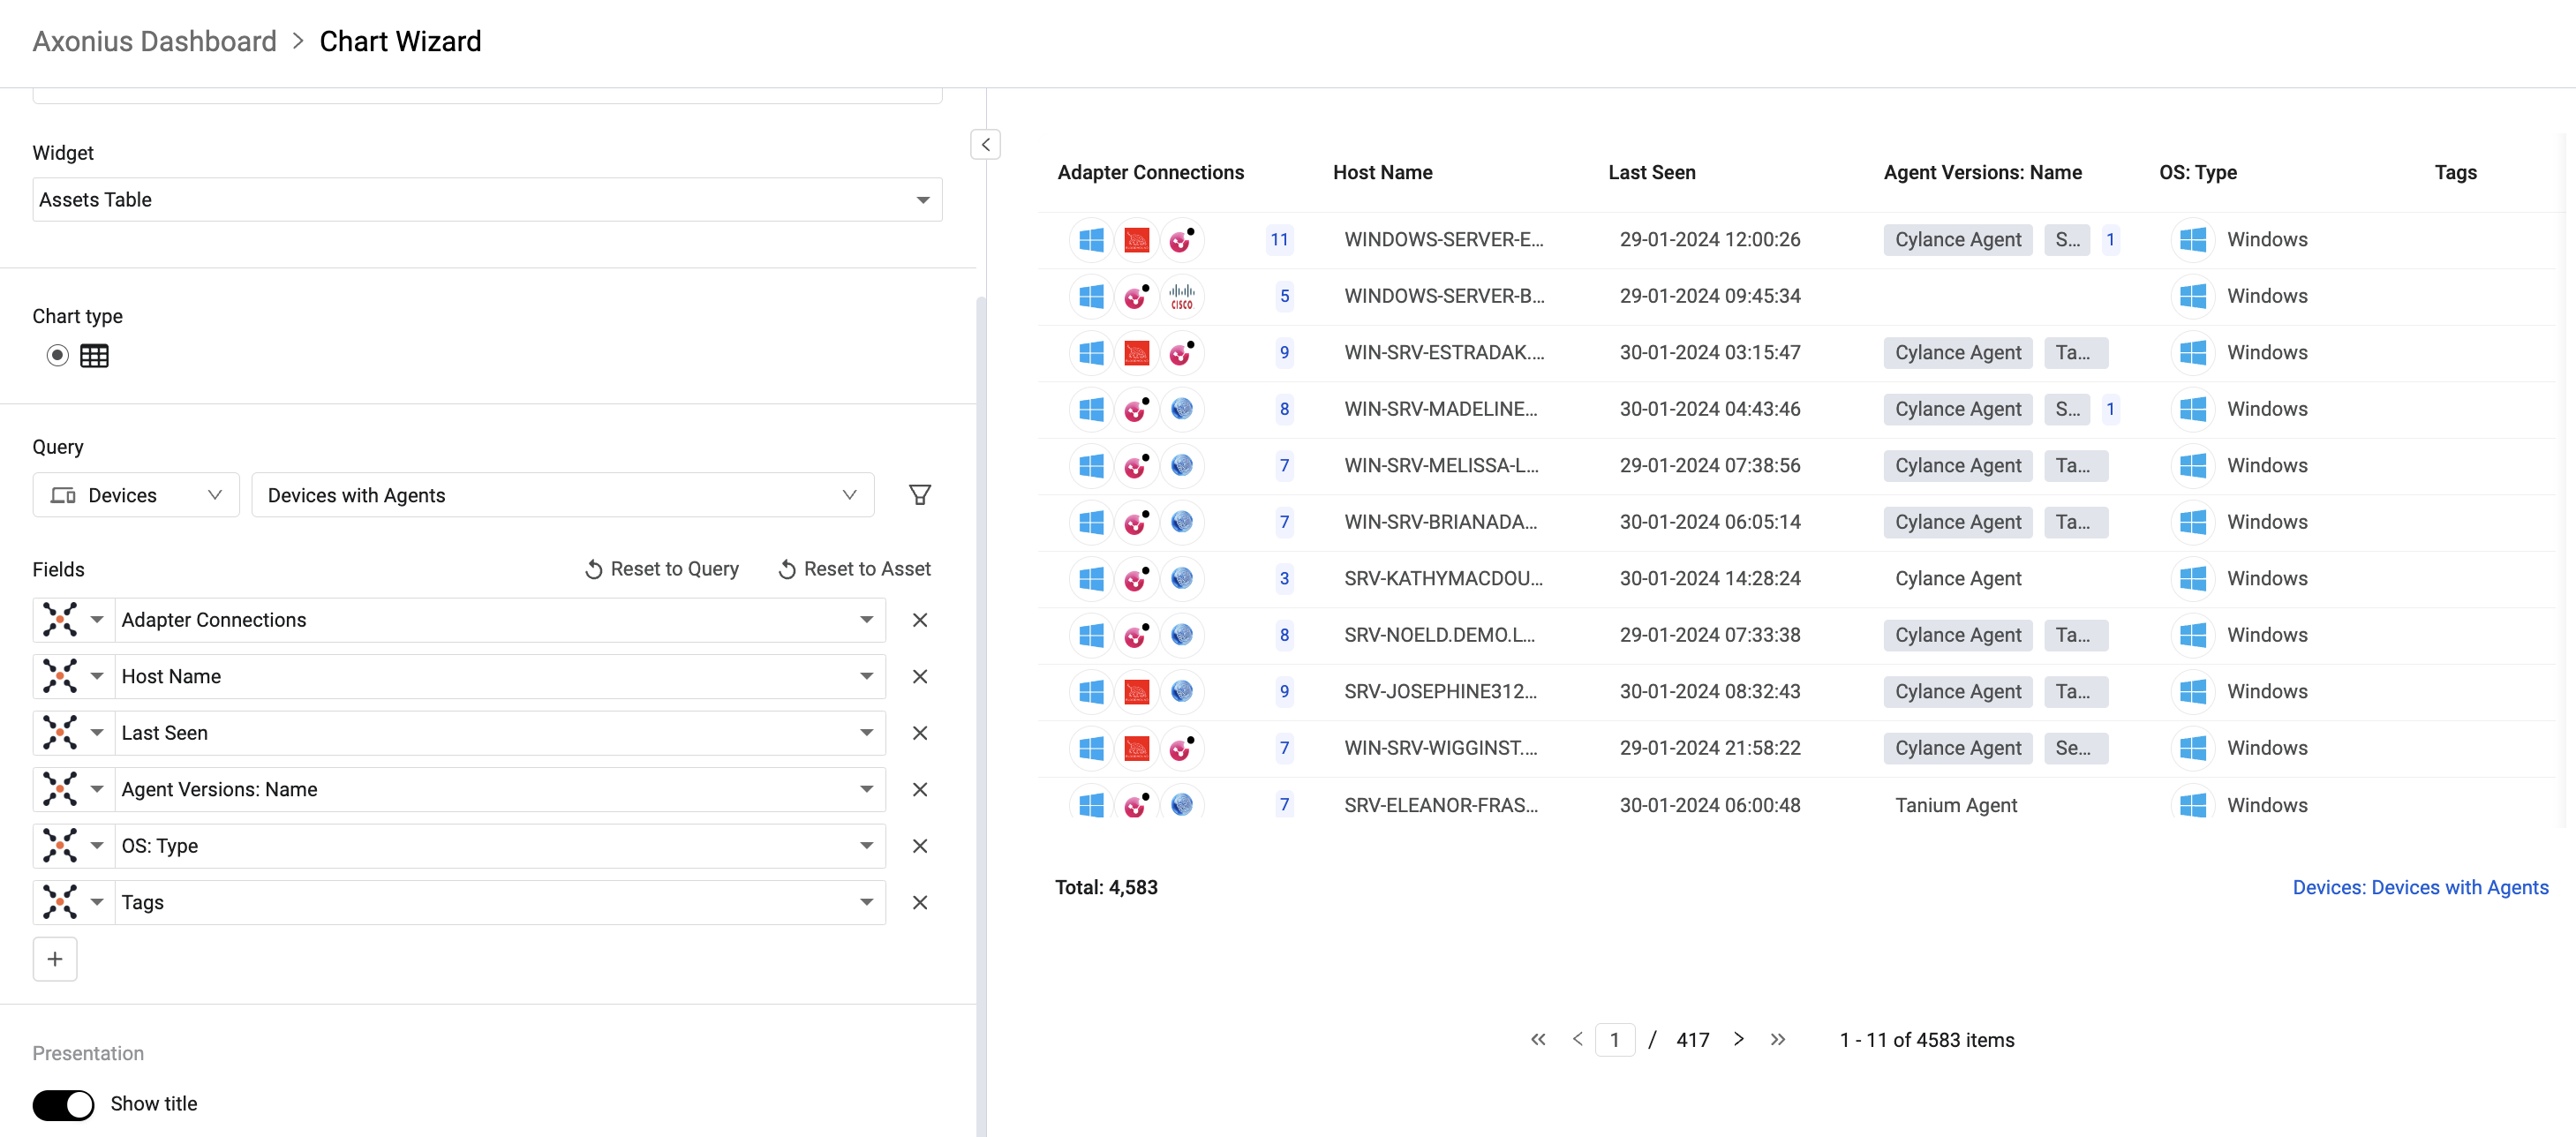 Axonius Dashboard > Chart Wizard
Widget
Assets Table
Chart type
Query
Devices
Devices with Agents
Fields
Reset to Query
Reset to Asset
Adapter Connections
Host Name
Last Seen
Agent Versions: Name
OS: Type
Tags
+
Presentation
Show title
Adapter Connections Host Name Last Seen Agent Versions: Name OS: Type Tags
11 WINDOWS-SERVER-E... 29-01-2024 12:00:26 Cylance Agent S... 1 Windows
CISCO 5 WINDOWS-SERVER-B... 29-01-2024 09:45:34 Windows
9 WIN-SRV-ESTRADAK.... 30-01-2024 03:15:47 Cylance Agent Ta... Windows
8 WIN-SRV-MADELINE... 30-01-2024 04:43:46 Cylance Agent S... 1 Windows
7 WIN-SRV-MELISSA-L... 29-01-2024 07:38:56 Cylance Agent Ta... Windows
7 WIN-SRV-BRIANADA... 30-01-2024 06:05:14 Cylance Agent Ta... Windows
3 SRV-KATHYMACDOU... 30-01-2024 14:28:24 Cylance Agent Windows
8 SRV-NOELD.DEMO.L... 29-01-2024 07:33:38 Cylance Agent Ta... Windows
9 SRV-JOSEPHINE312... 30-01-2024 08:32:43 Cylance Agent Ta... Windows
7 WIN-SRV-WIGGINST.... 29-01-2024 21:58:22 Cylance Agent Se... Windows
7 SRV-ELEANOR-FRAS... 30-01-2024 06:00:48 Tanium Agent Windows
Total: 4,583
Devices: Devices with Agents
« < 1 / 417 > » 1 - 11 of 4583 items